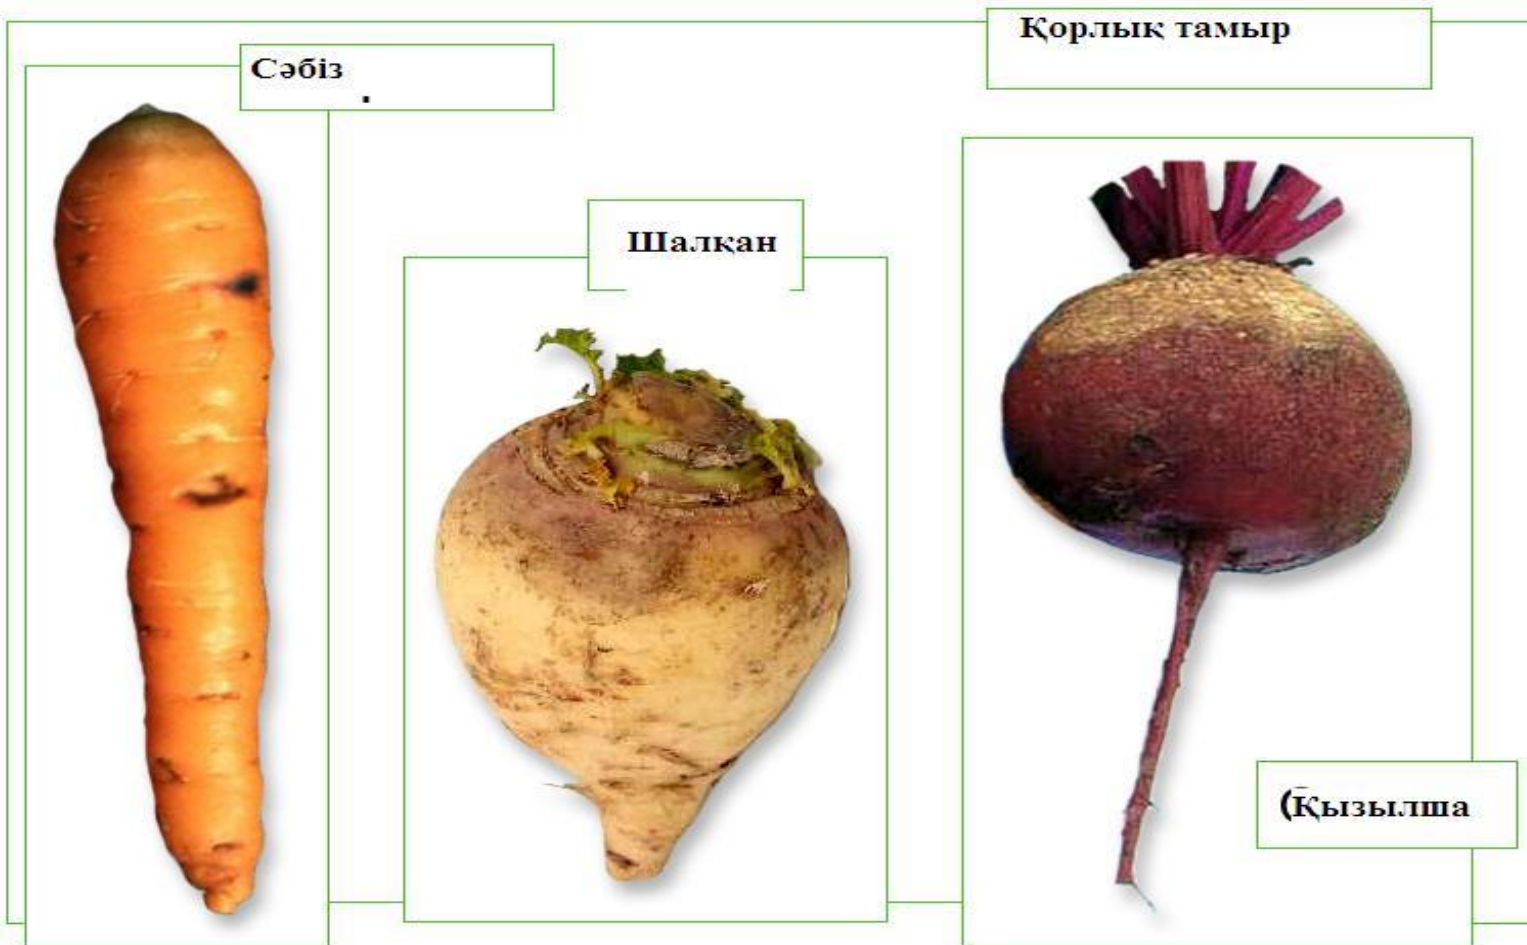 Қорлық тамыр
Сәбіз
.
Шалқан
(Қызылша